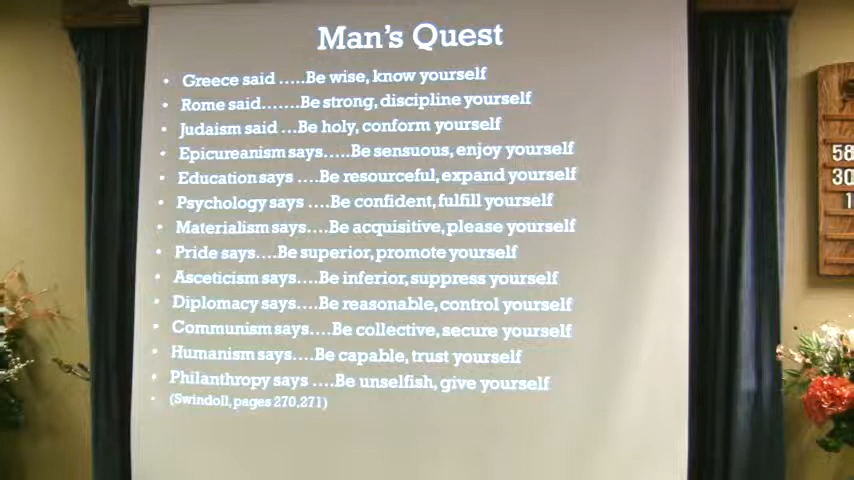 Man's Quest
• Greece said .....Be wise, know yourself
• Rome said.......Be strong, discipline yourself
• Judaism said ...Be holy, conform yourself
• Epicureanism says.....Be sensuous, enjoy yourself
• Education says ....Be resourceful, expand yourself
• Psychology says ....Be confident, fulfill yourself
• Materialism says....Be acquisitive, please yourself
• Pride says....Be superior, promote yourself
• Asceticism says....Be inferior, suppress yourself
• Diplomacy says....Be reasonable, control yourself
• Communism says....Be collective, secure yourself
• Humanism says....Be capable, trust yourself
• Philanthropy says ....Be unselfish, give yourself
• (Swindoll, pages 270,271)
58
30
1